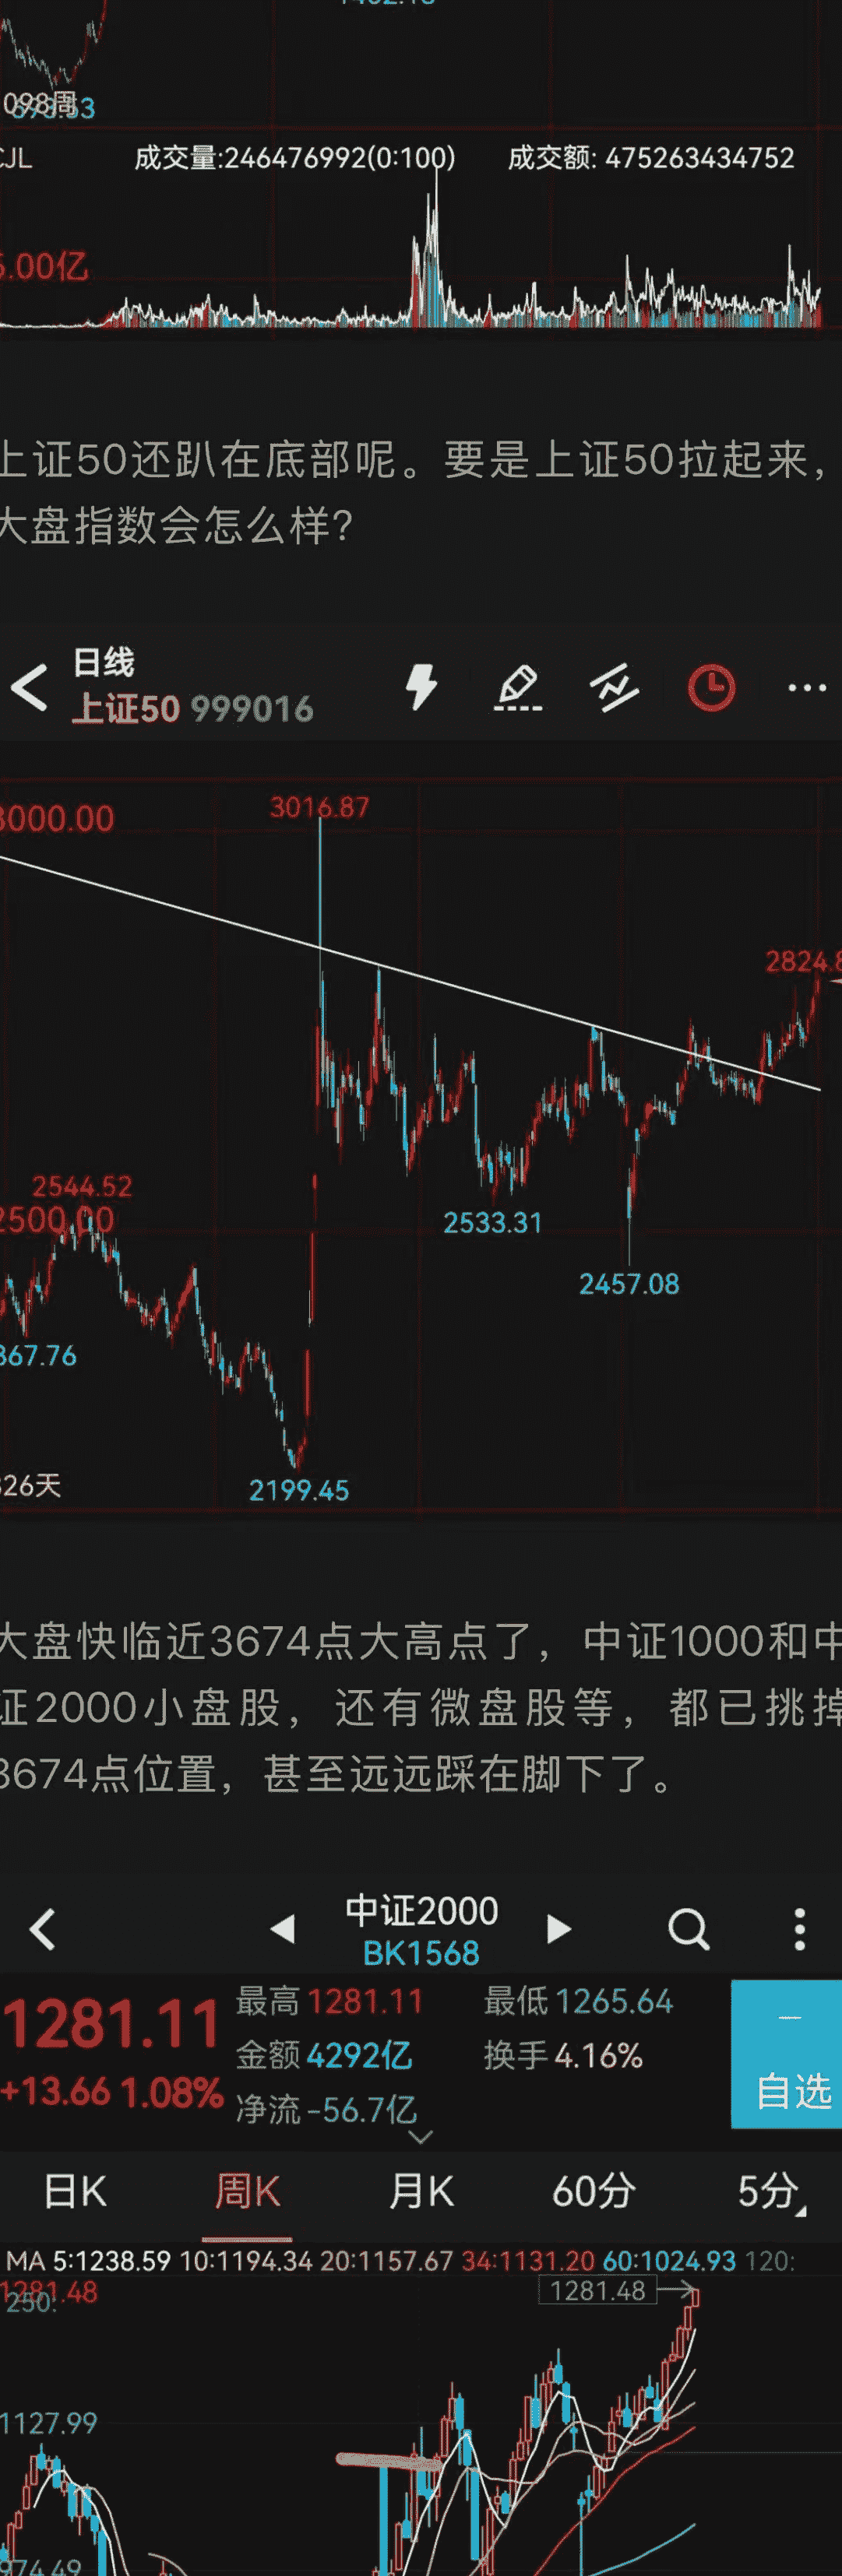 098周
成交量:246476992(0:100) 成交额: 475263434752
上证50还趴在底部呢。要是上证50拉起来，
大盘指数会怎么样？
日线
上证50 999016
3000.00
3016.87
2824.8
2544.52
2500.00
2533.31
2457.08
367.76
326天
2199.45
大盘快临近3674点大高点了，中证1000和中
证2000小盘股，还有微盘股等，都已挑掉
3674点位置，甚至远远踩在脚下了。
中证2000
BK1568
1281.11 最高 1281.11 最低 1265.64
+13.66 1.08% 金额 4292亿 换手 4.16%
净流 -56.7亿
自选
日K 周K 月K 60分 5分
MA 5:1238.59 10:1194.34 20:1157.67 34:1131.20 60:1024.93 120:
1281.48
250:
1281.48
1127.99
974.49